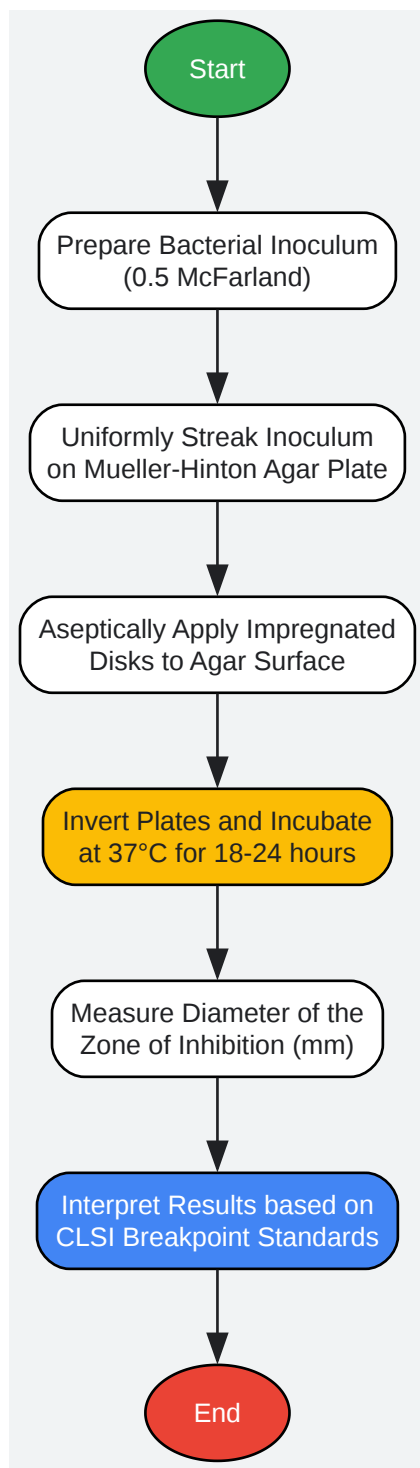 Start
Prepare Bacterial Inoculum
(0.5 McFarland)
Uniformly Streak Inoculum
on Mueller-Hinton Agar Plate
Aseptically Apply Impregnated
Disks to Agar Surface
Invert Plates and Incubate
at 37°C for 18-24 hours
Measure Diameter of the
Zone of Inhibition (mm)
Interpret Results based on
CLSI Breakpoint Standards
End